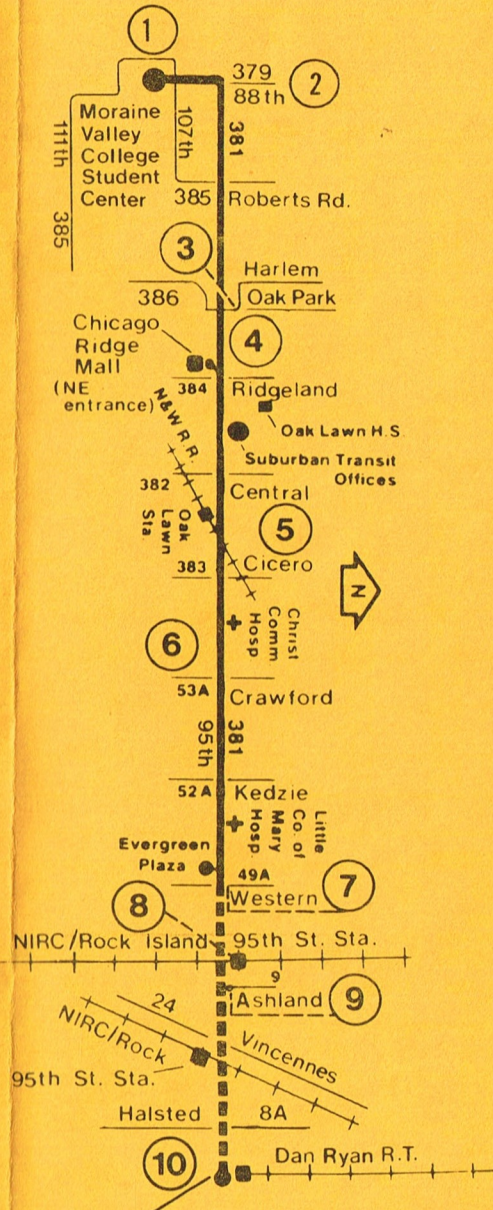 1
379
88th
2
Moraine
Valley
College
Student
Center
111th
385
107th
381
385
Roberts Rd.
3
Harlem
386
Oak Park
Chicago
Ridge
Mall
(NE
entrance)
4
384
Ridgeland
Oak Lawn H.S.
Suburban Transit
Offices
N&W R.R.
382
Central
Oak
Lawn
Sta.
5
383
Cicero
N
Christ
Comm
Hosp
6
53A
Crawford
95th
381
52A
Kedzie
Little
Co. of
Mary
Hosp.
Evergreen
Plaza
49A
Western
7
8
NIRC/Rock Island
95th St. Sta.
9
Ashland
9
24
NIRC/Rock
Vincennes
95th St. Sta.
Halsted
8A
10
Dan Ryan R.T.